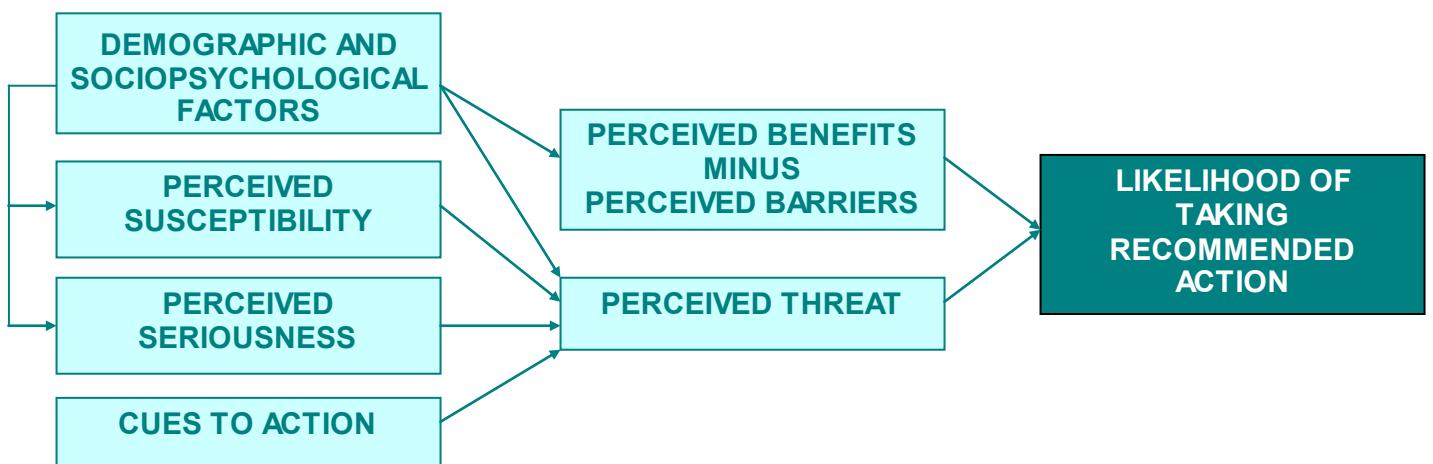 DEMOGRAPHIC AND
SOCIOPSYCHOLOGICAL
FACTORS
PERCEIVED
SUSCEPTIBILITY
PERCEIVED
SERIOUSNESS
CUES TO ACTION
PERCEIVED BENEFITS
MINUS
PERCEIVED BARRIERS
PERCEIVED THREAT
LIKELIHOOD OF
TAKING
RECOMMENDED
ACTION